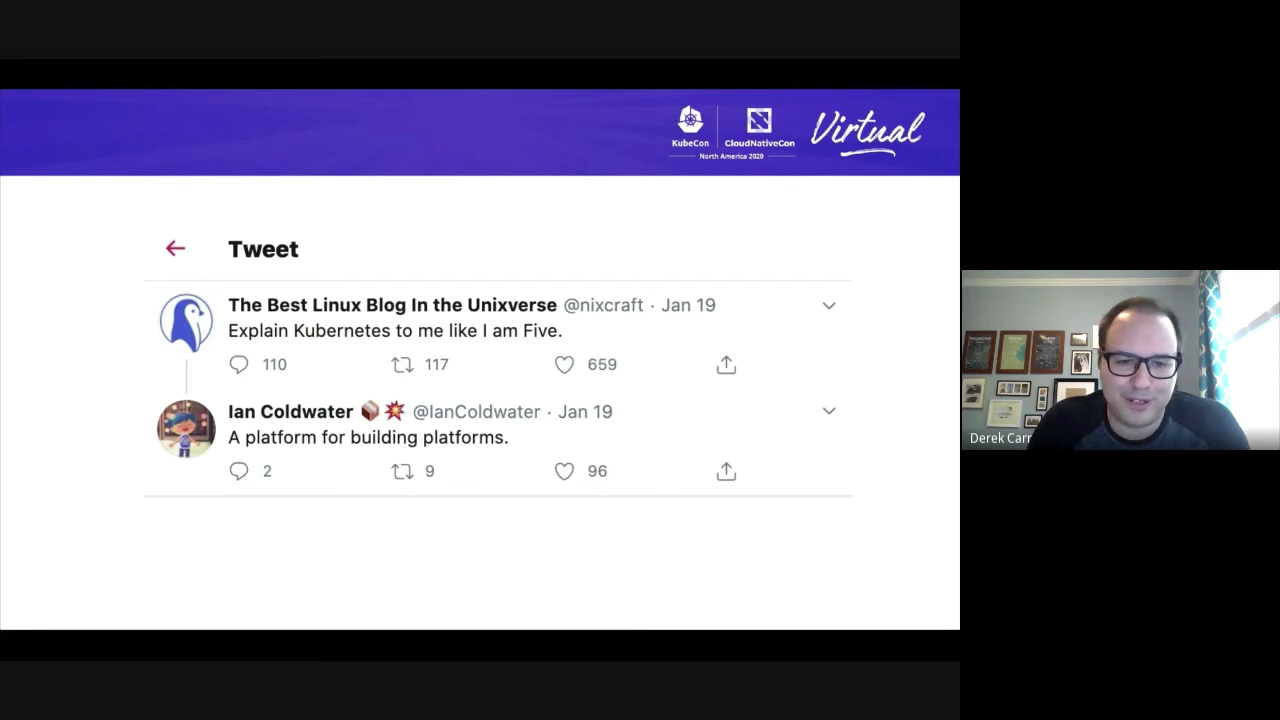 KubeCon
CloudNativeCon
North America 2020
Virtual
Tweet
The Best Linux Blog In the Unixverse @nixcraft · Jan 19
Explain Kubernetes to me like I am Five.
110 117 659
Ian Coldwater 📦💥 @IanColdwater · Jan 19
A platform for building platforms.
2 9 96
Derek Carr